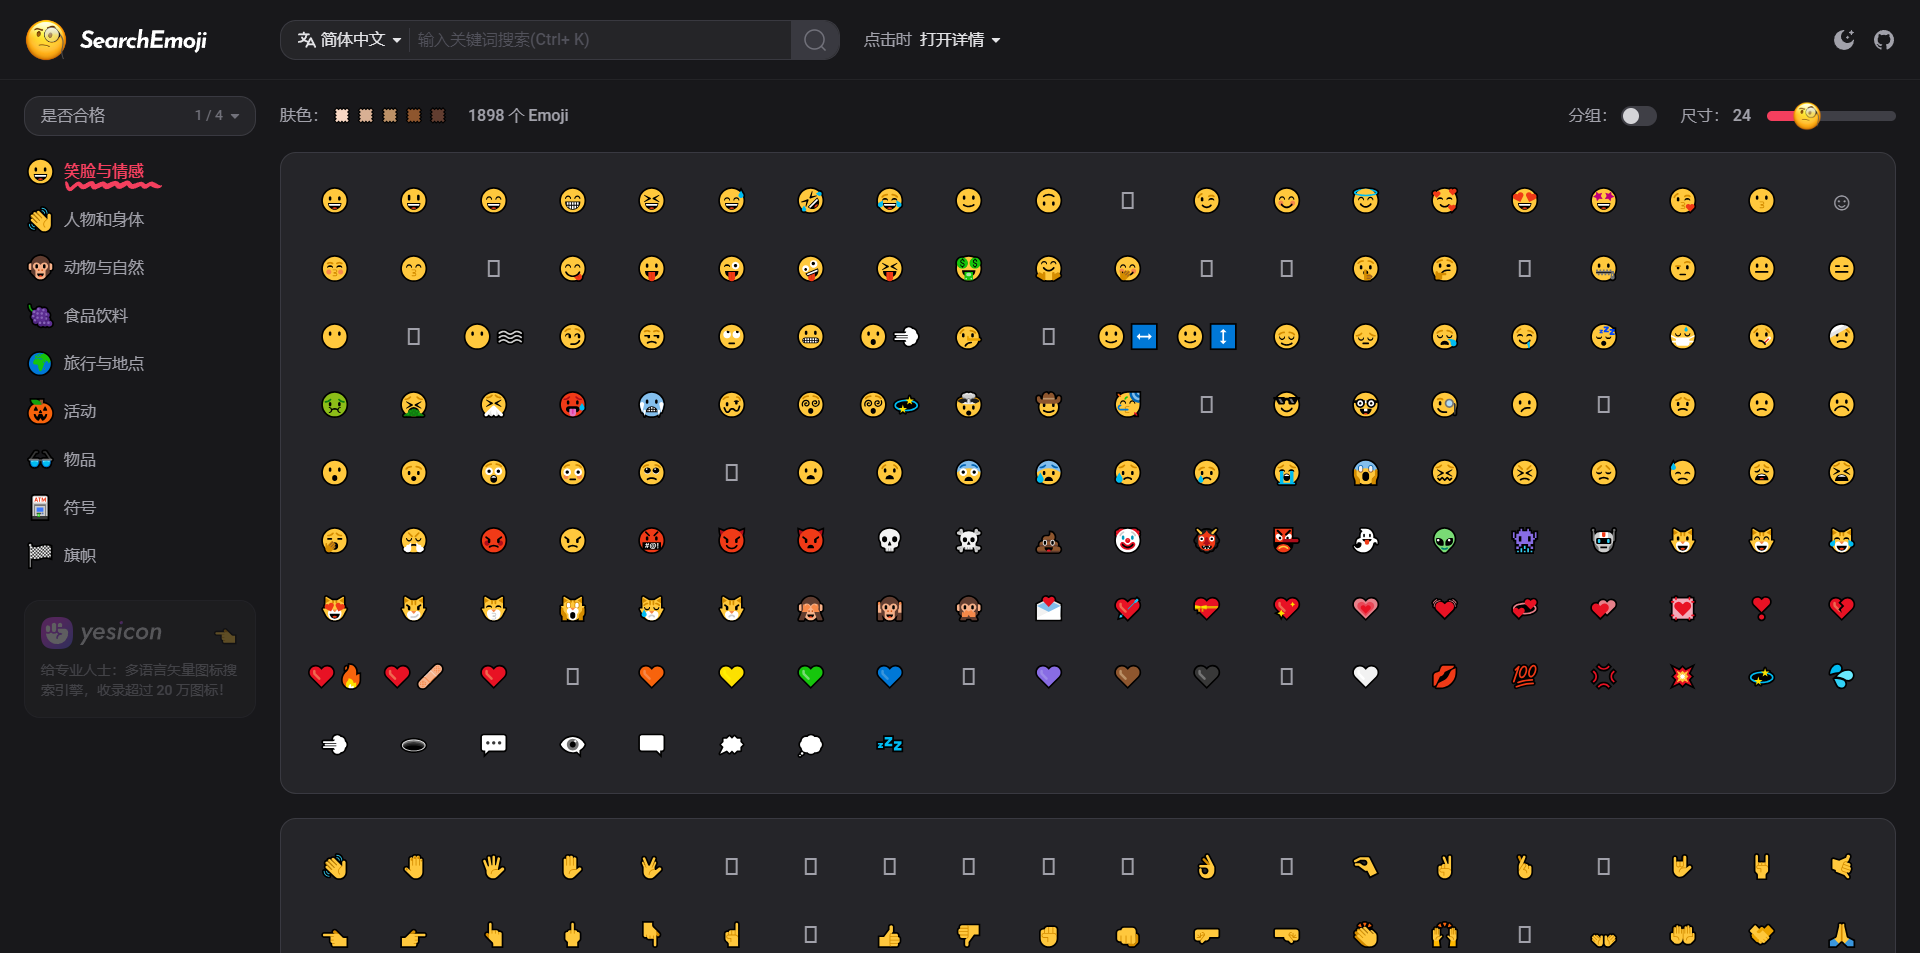 SearchEmoji
简体中文
输入关键词搜索(Ctrl+ K)
点击时 打开详情
是否合格 1 / 4
肤色： 1898 个 Emoji
分组： 尺寸： 24
笑脸与情感
人物和身体
动物与自然
食品饮料
旅行与地点
活动
物品
符号
旗帜
yesicon
给专业人士：多语言矢量图标搜
索引擎，收录超过 20 万图标！